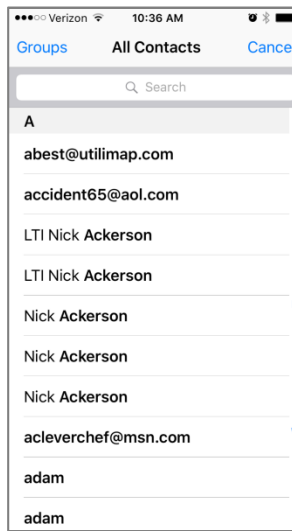 Verizon 10:36 AM
Groups All Contacts Cance
Search
A
abest@utilimap.com
accident65@aol.com
LTI Nick Ackerson
LTI Nick Ackerson
Nick Ackerson
Nick Ackerson
Nick Ackerson
acleverchef@msn.com
adam
adam